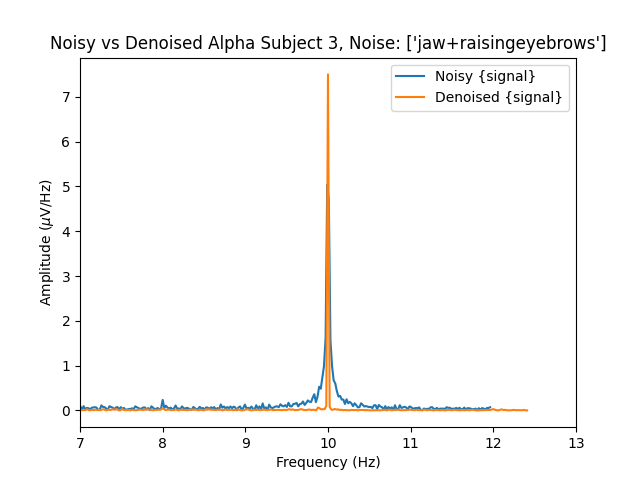 Noisy vs Denoised Alpha Subject 3, Noise: ['jaw+raisingeyebrows']
Noisy {signal}
Denoised {signal}
Amplitude (μV/Hz)
7
6
5
4
3
2
1
0
7 8 9 10 11 12 13
Frequency (Hz)